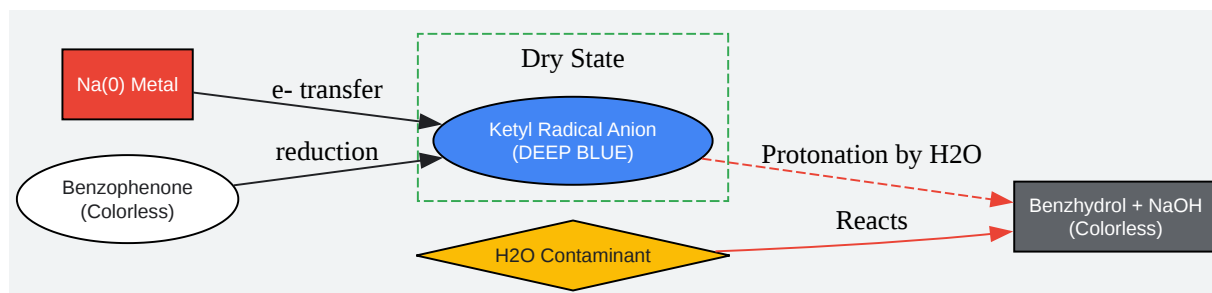 Dry State
Na(0) Metal
e- transfer
Ketyl Radical Anion
(DEEP BLUE)
reduction
Benzophenone
(Colorless)
Protonation by H2O
Benzhydrol + NaOH
(Colorless)
Reacts
H2O Contaminant